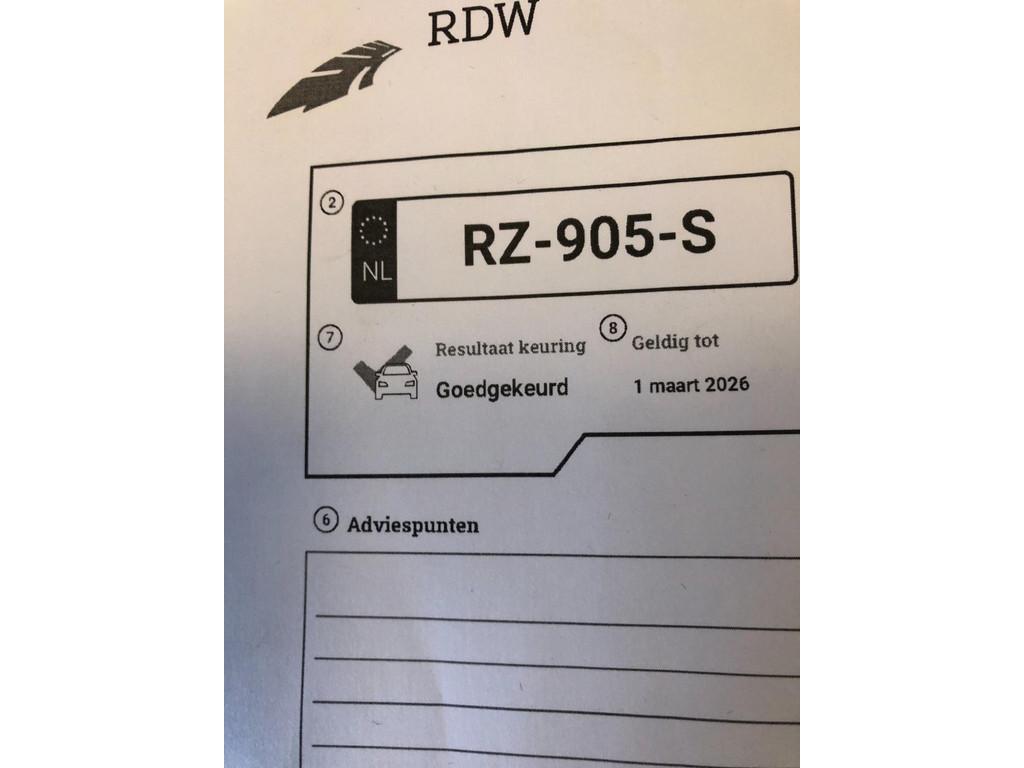 RDW
2
NL
RZ-905-S
7
Resultaat keuring
8
Geldig tot
Goedgekeurd
1 maart 2026
6 Adviespunten